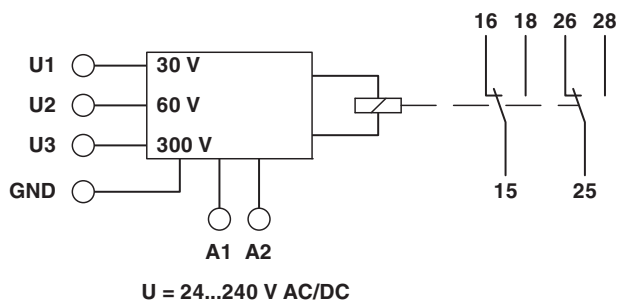 16 18 26 28
U1 30 V
U2 60 V
U3 300 V
GND
15 25
A1 A2
U = 24...240 V AC/DC